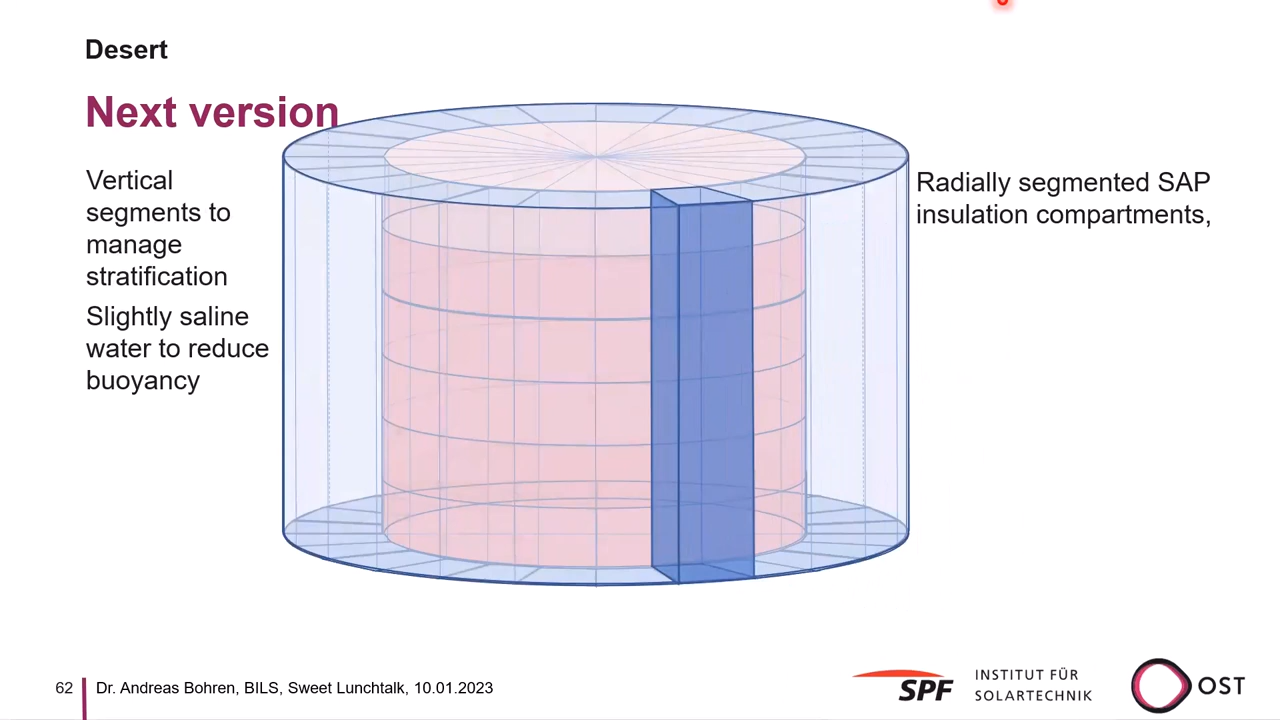 Desert
Next version
Vertical
segments to
manage
stratification
Slightly saline
water to reduce
buoyancy
Radially segmented SAP
insulation compartments,
62
Dr. Andreas Bohren, BILS, Sweet Lunchtalk, 10.01.2023
SPF
INSTITUT FÜR
SOLARTECHNIK
OST